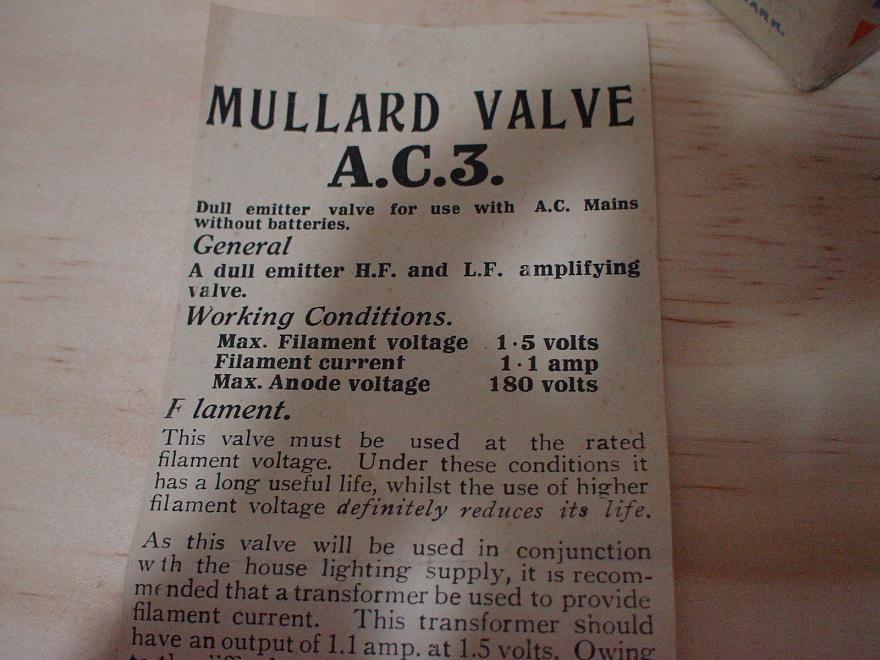 MULLARD VALVE
A.C.3.
Dull emitter valve for use with A.C. Mains
without batteries.
General
A dull emitter H.F. and L.F. amplifying
valve.
Working Conditions.
Max. Filament voltage 1·5 volts
Filament current 1·1 amp
Max. Anode voltage 180 volts
F lament.
This valve must be used at the rated
filament voltage. Under these conditions it
has a long useful life, whilst the use of higher
filament voltage definitely reduces its life.
As this valve will be used in conjunction
w th the house lighting supply, it is recom-
mended that a transformer be used to provide
filament current. This transformer should
have an output of 1.1 amp. at 1.5 volts. Owing
to the